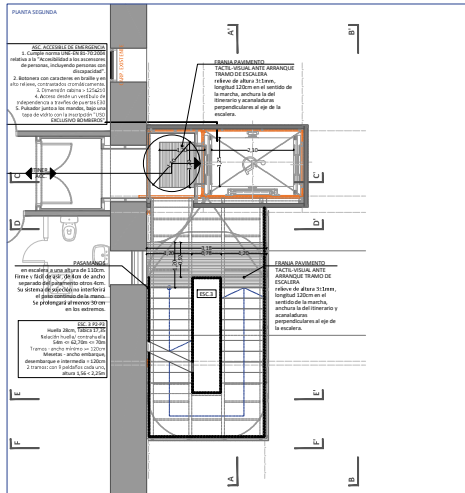 PLANTA SEGUNDA
ASC. ACCESIBLE DE EMERGENCIA
1. Cumple norma UNE-EN 81-70:2004
relativa a la "Accesibilidad a los ascensores
de personas, incluyendo personas con
discapacidad".
2. Botonera con caracteres en braille y en
alto relieve, contrastados cromáticamente.
3. Dimensión cabina > 120x210
4. Acceso desde un vestíbulo de
independencia a través de puertas E30
5. Pulsador junto a los mandos, bajo una
tapa de vidrio con la inscripción "USO
EXCLUSIVO BOMBEROS"
FRANJA PAVIMENTO
TACTIL-VISUAL ANTE ARRANQUE
TRAMO DE ESCALERA
relieve de altura 3±1mm,
longitud 120cm en el sentido de
la marcha, anchura la del
itinerario y acanaladuras
perpendiculares al eje de la
escalera.
A'
B'
C
C'
D
D'
2,10
PASAMANOS
en escalera a una altura de 110cm.
Firme y fácil de asir, de 4cm de ancho
separado del paramento otros 4cm.
Su sistema de sujeción no interferirá
el paso continuo de la mano.
Se prolongará al menos 30 cm
en los extremos.
FRANJA PAVIMENTO
TACTIL-VISUAL ANTE
ARRANQUE TRAMO DE
ESCALERA
relieve de altura 3±1mm,
longitud 120cm en el
sentido de la marcha,
anchura la del itinerario y
acanaladuras
perpendiculares al eje de
la escalera.
ESC.3
ESC. 3 P2-P3
Huella 28cm, Tabica 17,35
Relación huella/contrahuella
54m <= 62,70m <= 70m
Tramos - ancho mínimo >= 120cm
Mesetas - ancho embarque,
desembarque e intermedia =120cm
2 tramos: con 9 peldaños cada uno,
altura 1,56 < 2,25m
E
E'
F
F'
A
B